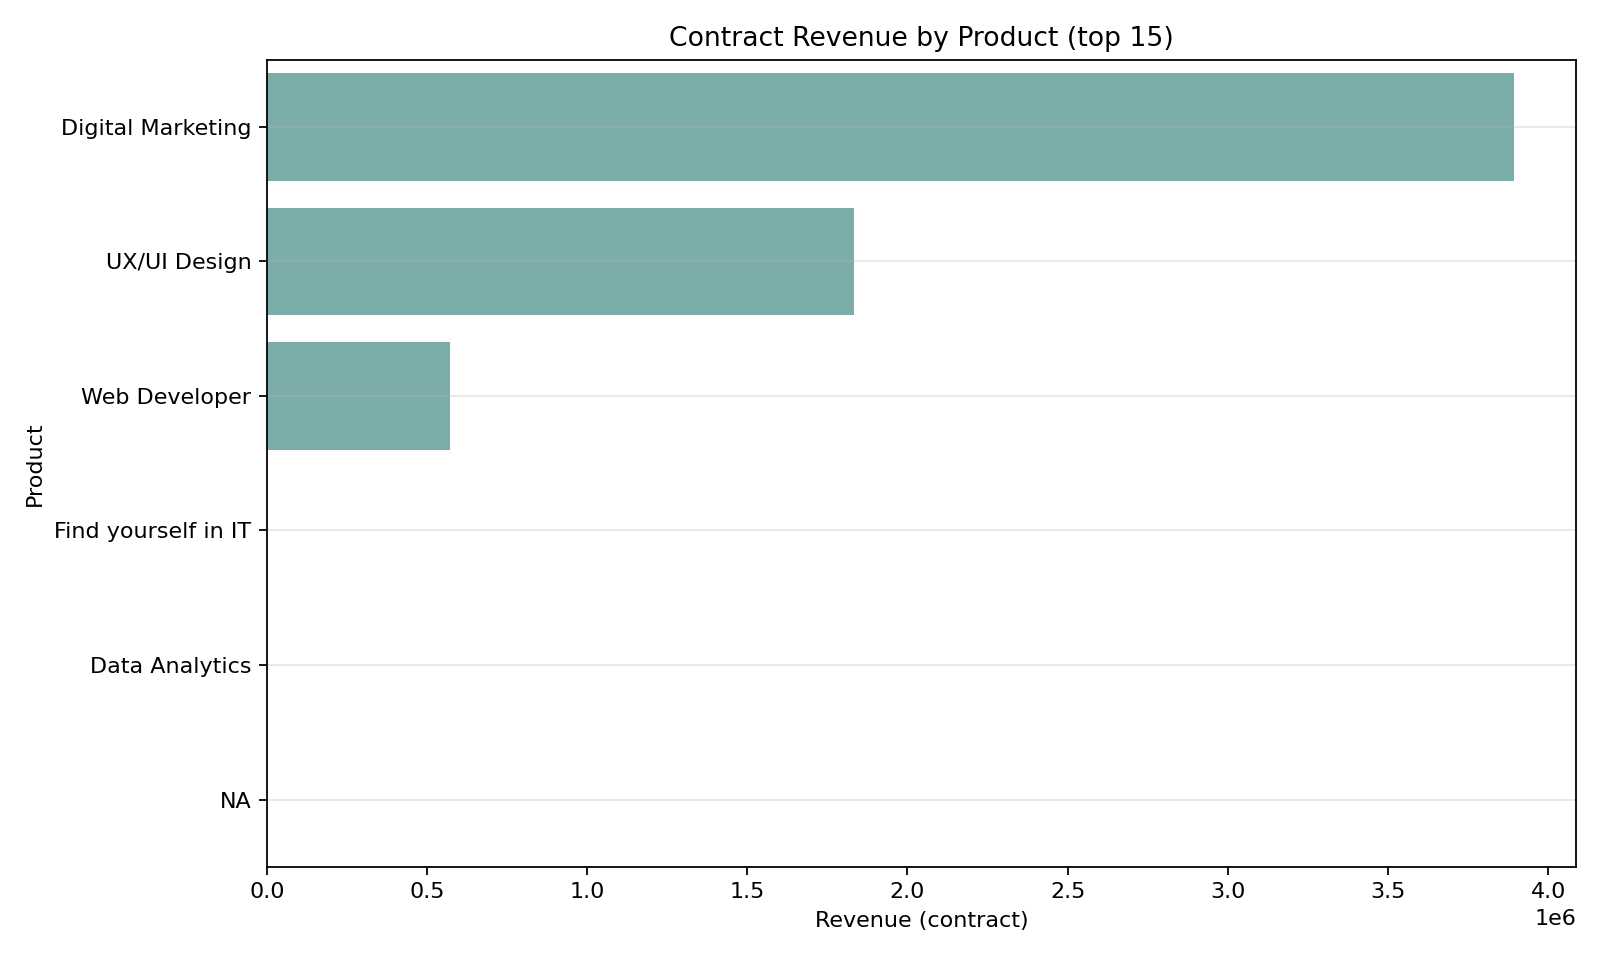 Contract Revenue by Product (top 15)
Product
Digital Marketing
UX/UI Design
Web Developer
Find yourself in IT
Data Analytics
NA
0.0 0.5 1.0 1.5 2.0 2.5 3.0 3.5 4.0
Revenue (contract)
1e6